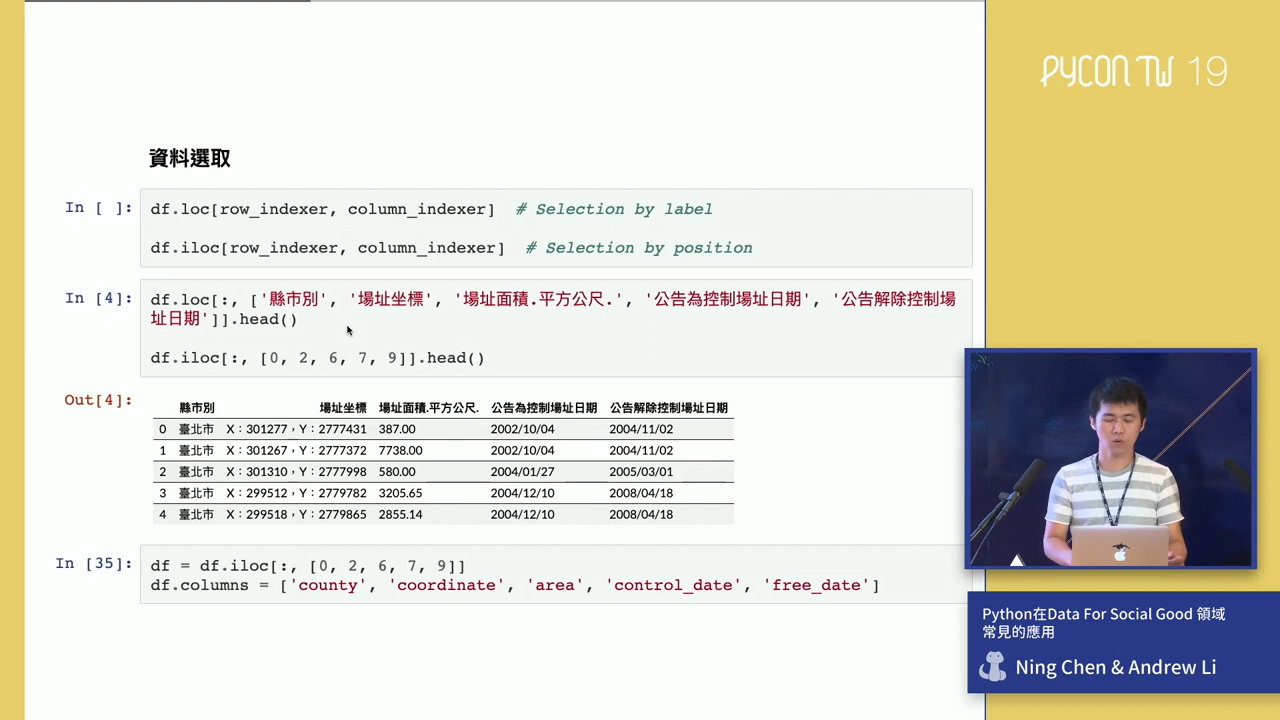 PYCON TW 19
資料選取
In [ ]:
df.loc[row_indexer, column_indexer]  # Selection by label
df.iloc[row_indexer, column_indexer]  # Selection by position
In [4]:
df.loc[:, ['縣市別', '場址坐標', '場址面積.平方公尺.', '公告為控制場址日期', '公告解除控制場
址日期']].head()
df.iloc[:, [0, 2, 6, 7, 9]].head()
Out[4]:
縣市別 場址坐標 場址面積.平方公尺. 公告為控制場址日期 公告解除控制場址日期
0 臺北市 X：301277，Y：2777431 387.00 2002/10/04 2004/11/02
1 臺北市 X：301267，Y：2777372 7738.00 2002/10/04 2004/11/02
2 臺北市 X：301310，Y：2777998 580.00 2004/01/27 2005/03/01
3 臺北市 X：299512，Y：2779782 3205.65 2004/12/10 2008/04/18
4 臺北市 X：299518，Y：2779865 2855.14 2004/12/10 2008/04/18
In [35]:
df = df.iloc[:, [0, 2, 6, 7, 9]]
df.columns = ['county', 'coordinate', 'area', 'control_date', 'free_date']
Python在Data For Social Good 領域
常見的應用
Ning Chen & Andrew Li